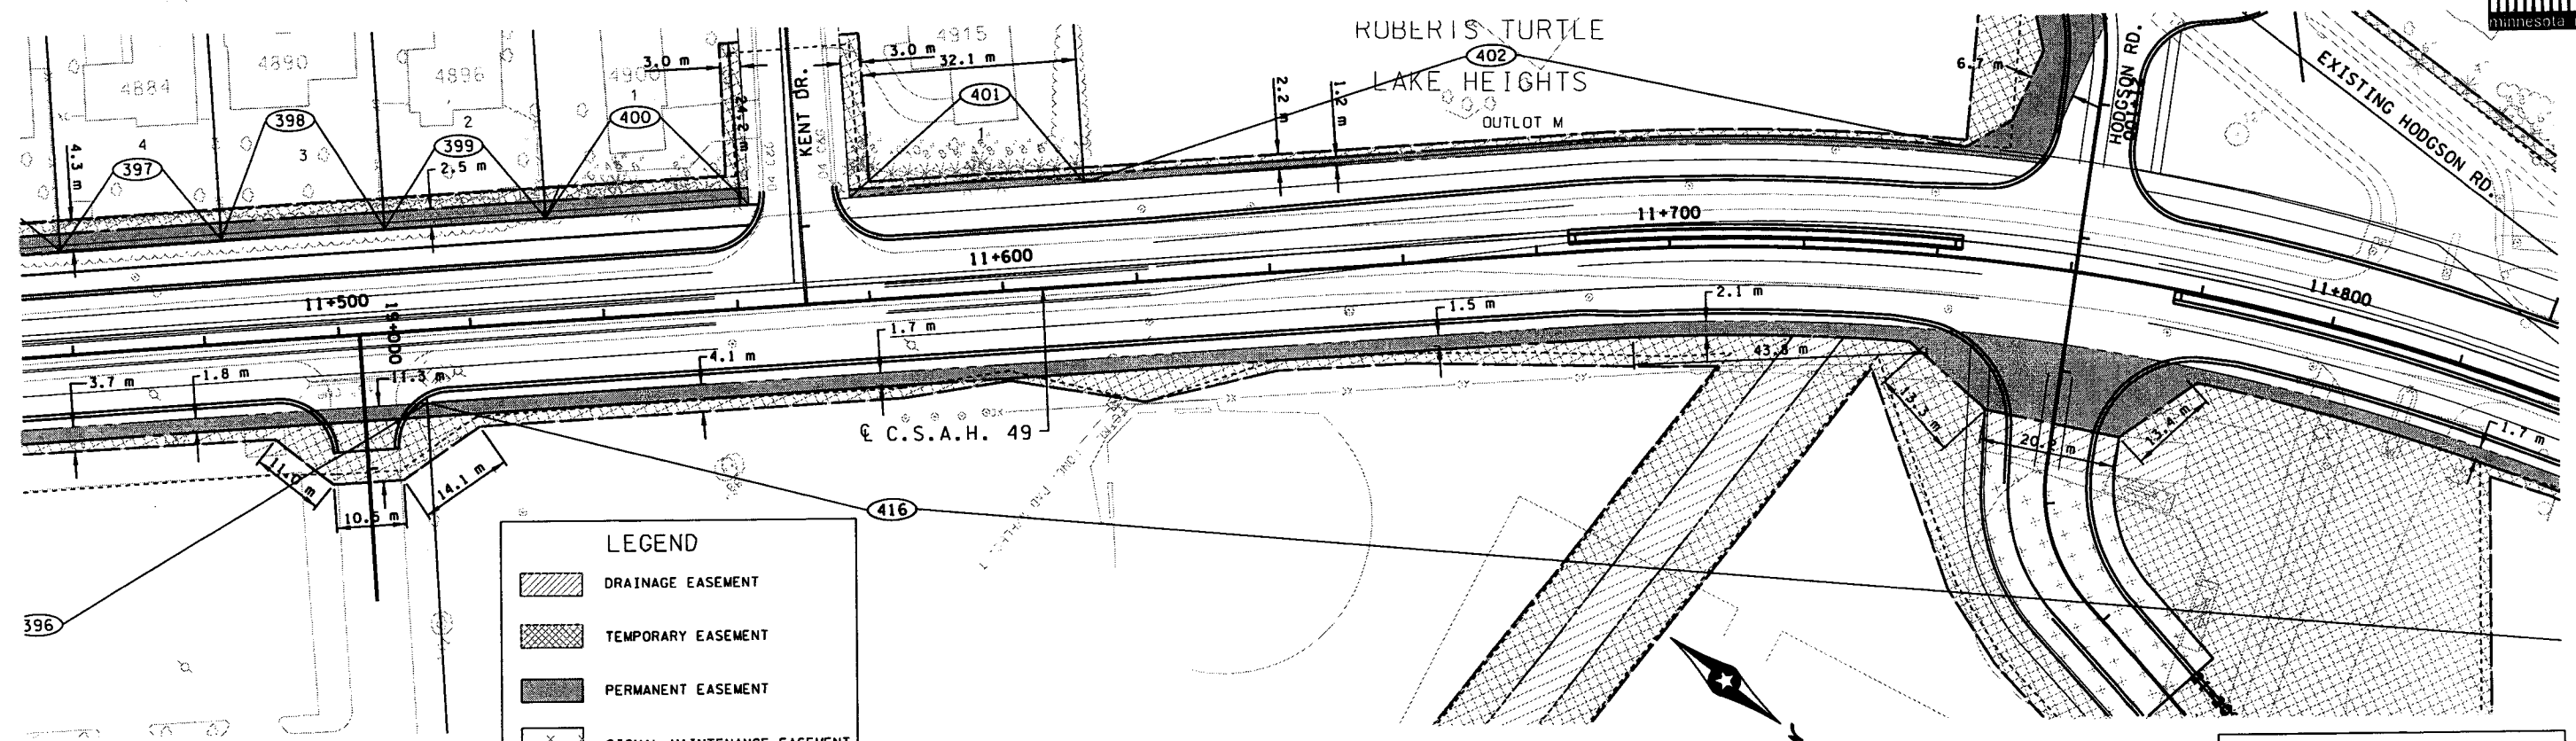 minnesota
4884
4890
4896
4900
4915
ROBERTS TURTLE
LAKE HEIGHTS
OUTLOT M
402
401
400
399
398
397
4
3
2
1
1
4.3 m
2.5 m
3.0 m
24.2 m
KENT DR.
3.0 m
32.1 m
2.2 m
1.2 m
6.7 m
HODGSON RD.
EXISTING HODGSON RD.
11+500
19+000
11+600
11+700
11+800
3.7 m
1.8 m
11.3 m
4.1 m
1.7 m
1.5 m
2.1 m
43.8 m
13.3 m
13.4 m
1.7 m
11.0 m
14.1 m
10.5 m
℄ C.S.A.H. 49
416
396
LEGEND
DRAINAGE EASEMENT
TEMPORARY EASEMENT
PERMANENT EASEMENT
SIGNAL MAINTENANCE EASEMENT